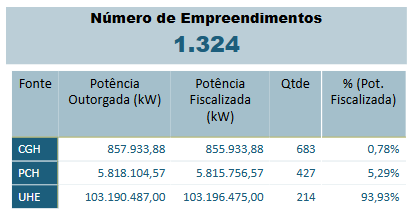 Número de Empreendimentos
1.324
Fonte Potência Outorgada (kW) Potência Fiscalizada (kW) Qtde % (Pot. Fiscalizada)
CGH 857.933,88 855.933,88 683 0,78%
PCH 5.818.104,57 5.815.756,57 427 5,29%
UHE 103.190.487,00 103.196.475,00 214 93,93%